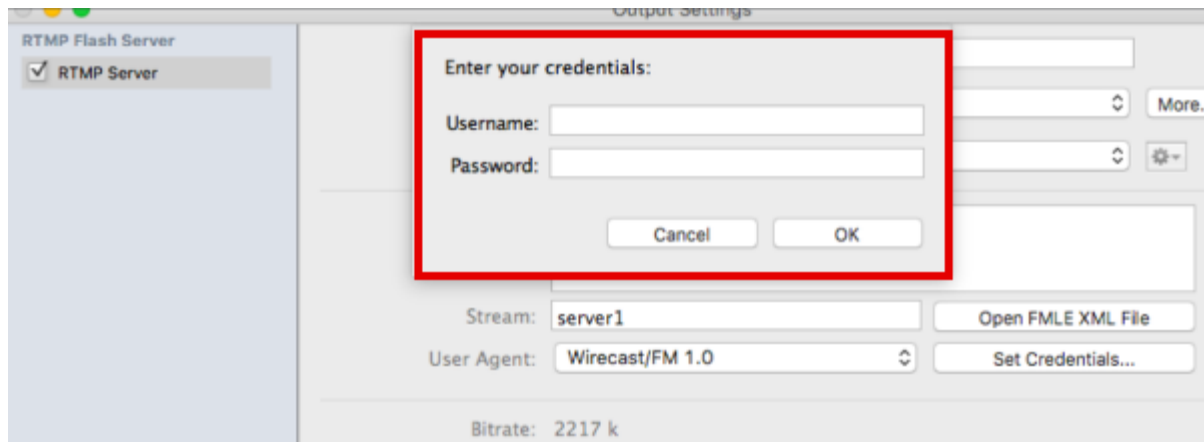 Output Settings
RTMP Flash Server
RTMP Server
Enter your credentials:
Username:
Password:
Cancel
OK
More.
Stream:
server1
Open FMLE XML File
User Agent:
Wirecast/FM 1.0
Set Credentials...
Bitrate:
2217 k